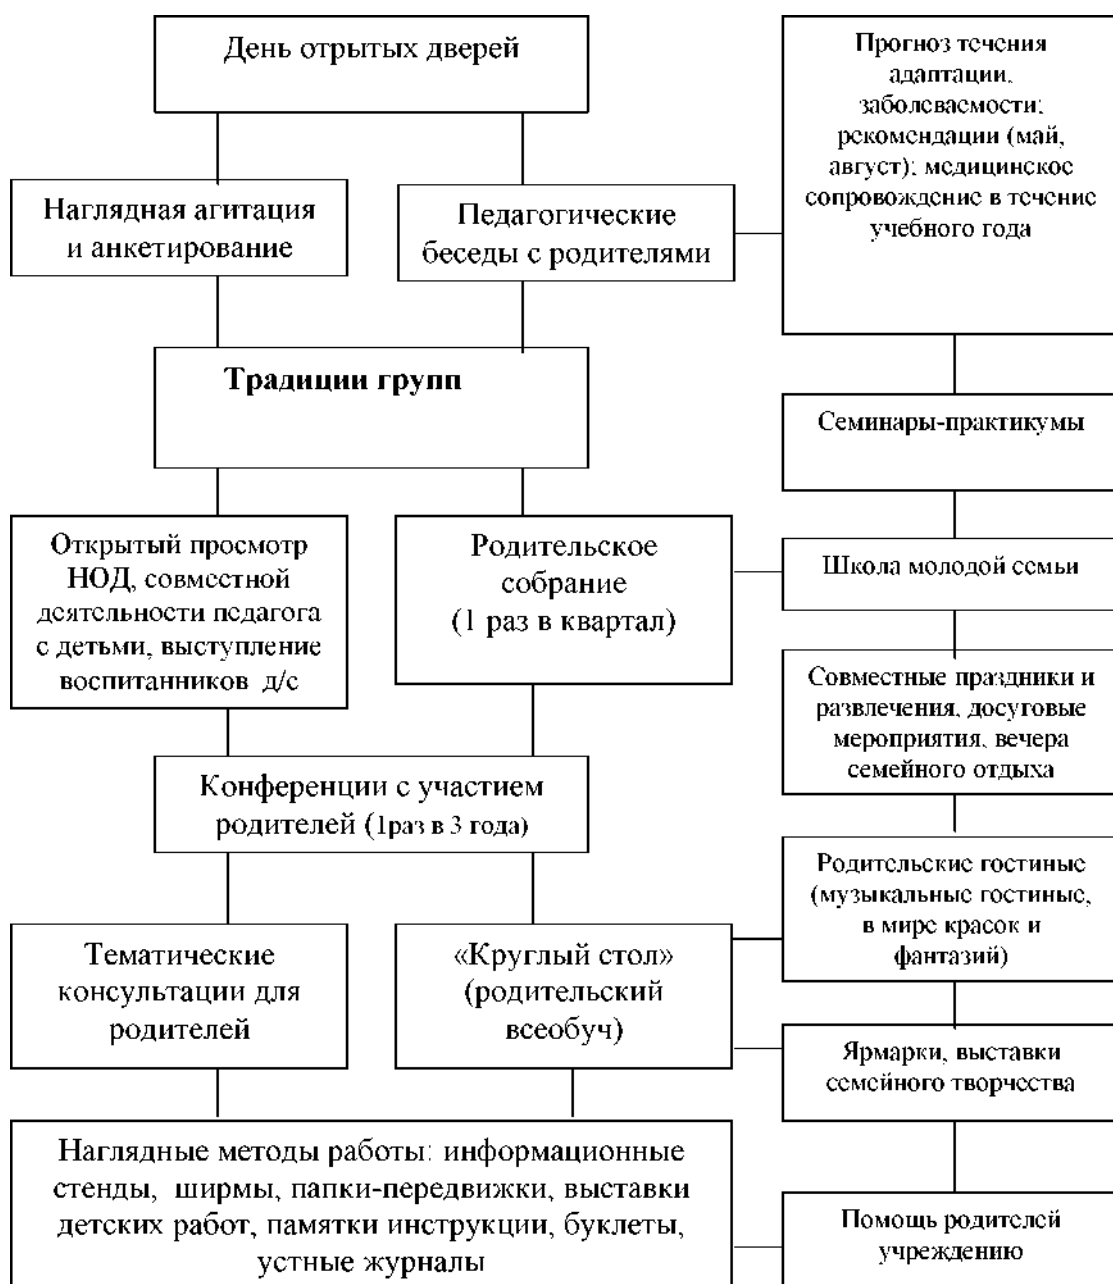 День отрытых дверей
Прогноз течения
адаптации,
заболеваемости;
рекомендации (май,
август); медицинское
сопровождение в течение
учебного года
Наглядная агитация
и анкетирование
Педагогические
беседы с родителями
Традиции групп
Семинары-практикумы
Открытый просмотр
НОД, совместной
деятельности педагога
с детьми, выступление
воспитанников д/с
Родительское
собрание
(1 раз в квартал)
Школа молодой семьи
Совместные праздники и
развлечения, досуговые
мероприятия, вечера
семейного отдыха
Конференции с участием
родителей (1раз в 3 года)
Родительские гостиные
(музыкальные гостиные,
в мире красок и
фантазий)
Тематические
консультации для
родителей
«Круглый стол»
(родительский
всеобуч)
Ярмарки, выставки
семейного творчества
Наглядные методы работы: информационные
стенды, ширмы, папки-передвижки, выставки
детских работ, памятки инструкции, буклеты,
устные журналы
Помощь родителей
учреждению